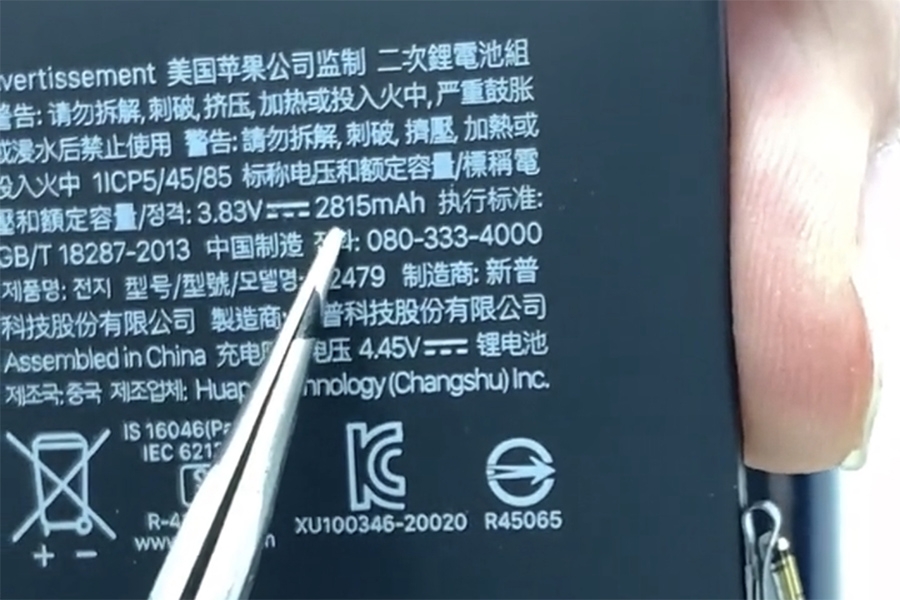 vertissement 美国苹果公司监制 二次鋰電池組
警告: 请勿拆解, 刺破, 挤压, 加热或投入火中, 严重鼓胀
或浸水后禁止使用 警告: 請勿拆解, 刺破, 擠壓, 加熱或
投入火中 1ICP5/45/85 标称电压和额定容量/標稱電
壓和額定容量/정격: 3.83V 2815mAh 执行标准:
GB/T 18287-2013 中国制造 080-333-4000
제품명: 전지 型号/型號/모델명: 2479 制造商: 新普
科技股份有限公司 製造商: 普科技股份有限公司
Assembled in China 充电 电压 4.45V 锂电池
제조국: 중국 제조업체: Huap nology (Changshu) Inc.
IS 16046(Pa
IEC 621
S
R-4
www. n
KC
XU100346-20020 R45065
+ −